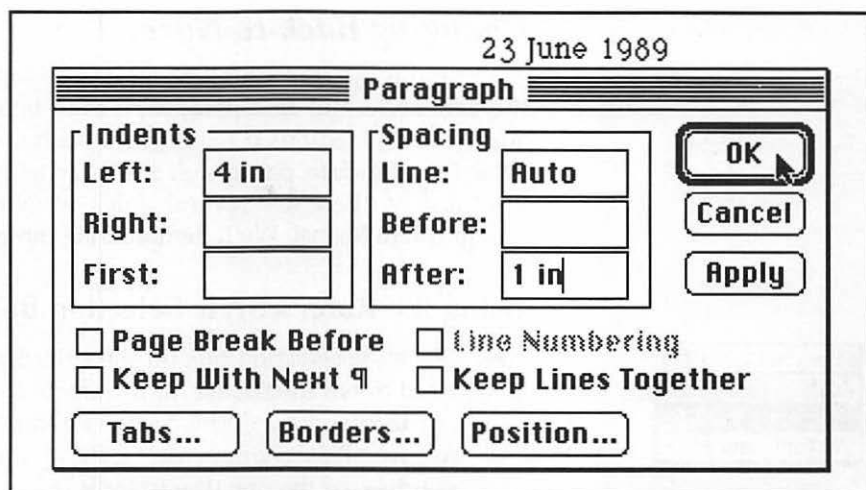 23 June 1989
Paragraph
Indents
Left: 4 in
Right:
First:
Spacing
Line: Auto
Before:
After: 1 in
OK
Cancel
Apply
Page Break Before
Line Numbering
Keep With Next ¶
Keep Lines Together
Tabs...
Borders...
Position...